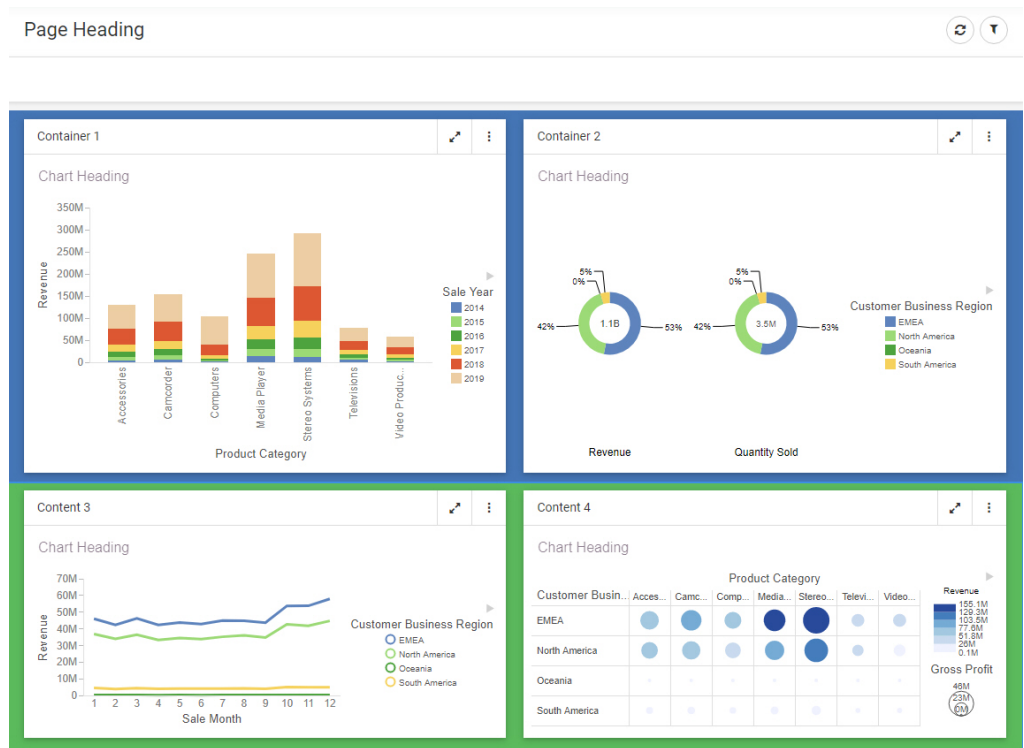 Page Heading
Container 1
Chart Heading
350M
300M
250M
200M
150M
100M
50M
0
Revenue
Accessories
Camcorder
Computers
Media Player
Stereo Systems
Televisions
Video Produc...
Product Category
Sale Year
2014
2015
2016
2017
2018
2019
Container 2
Chart Heading
5%
0%
42%
1.1B
53%
Revenue
5%
0%
42%
3.5M
53%
Quantity Sold
Customer Business Region
EMEA
North America
Oceania
South America
Content 3
Chart Heading
70M
60M
50M
40M
30M
20M
10M
0
Revenue
1 2 3 4 5 6 7 8 9 10 11 12
Sale Month
Customer Business Region
EMEA
North America
Oceania
South America
Content 4
Chart Heading
Product Category
Customer Busin... Acces... Camc... Comp... Media... Stereo... Televi... Video...
EMEA
North America
Oceania
South America
Revenue
155.1M
129.3M
103.5M
77.6M
51.8M
26M
0.1M
Gross Profit
46M
23M
0M